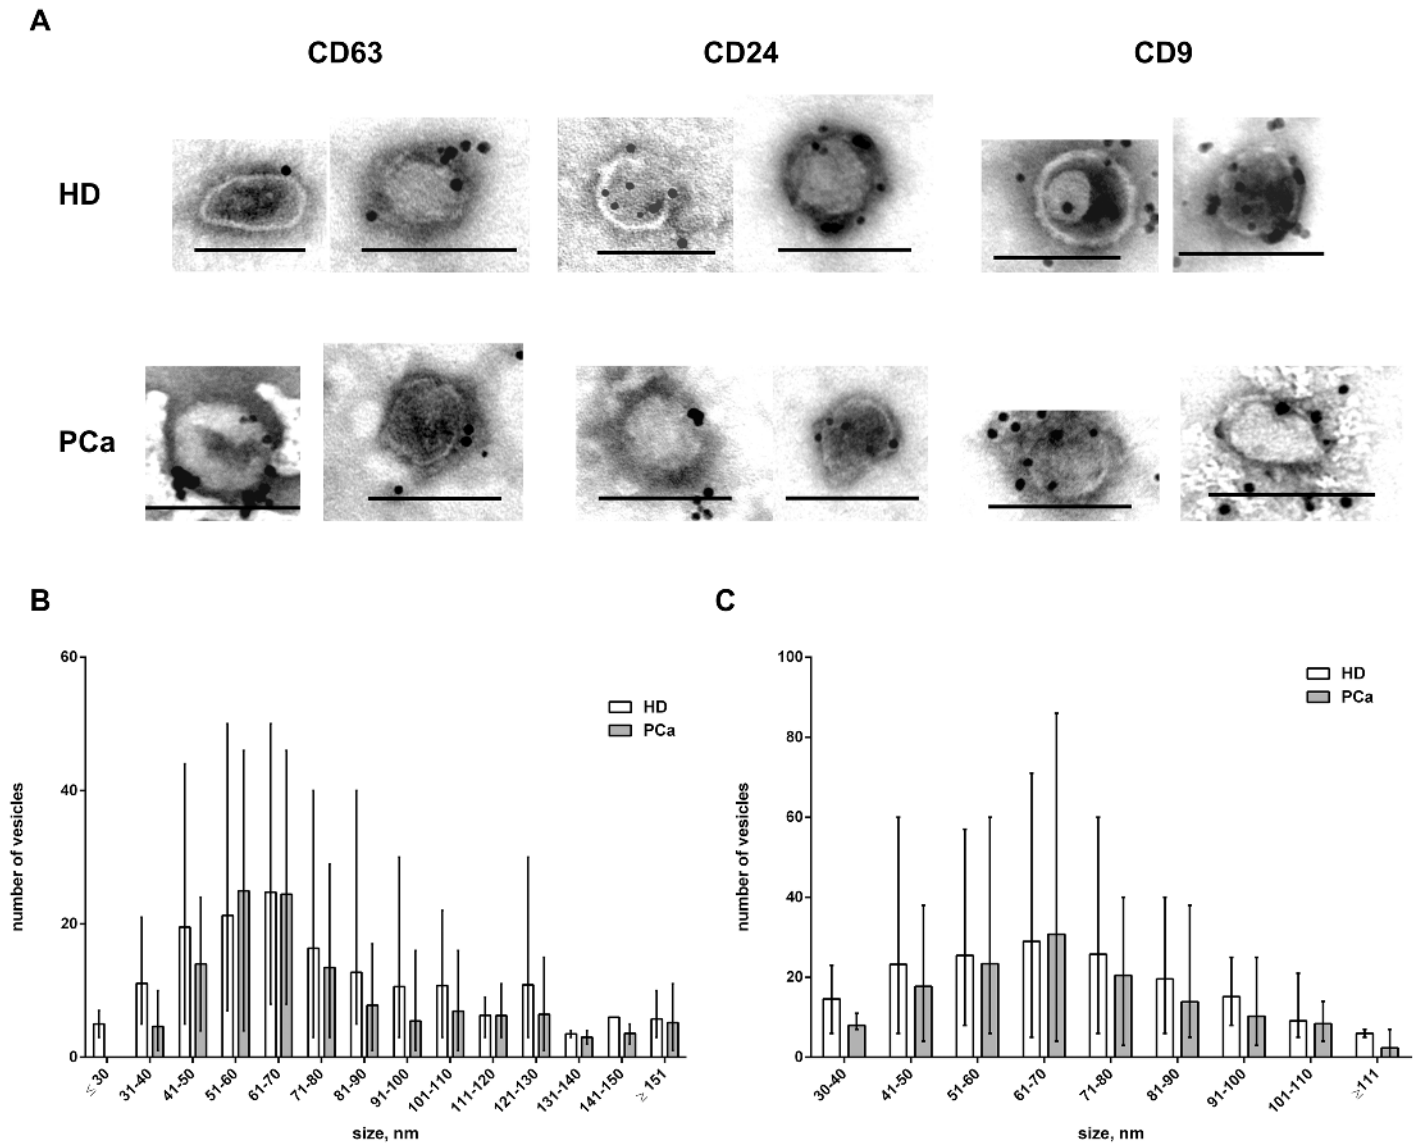 A
CD63 CD24 CD9
HD
PCa
B
C
60
40
20
0
number of vesicles
HD
PCa
≤ 30 31-40 41-50 51-60 61-70 71-80 81-90 91-100 101-110 111-120 121-130 131-140 141-150 ≥ 151
size, nm
100
80
60
40
20
0
number of vesicles
HD
PCa
30-40 41-50 51-60 61-70 71-80 81-90 91-100 101-110 ≥111
size, nm